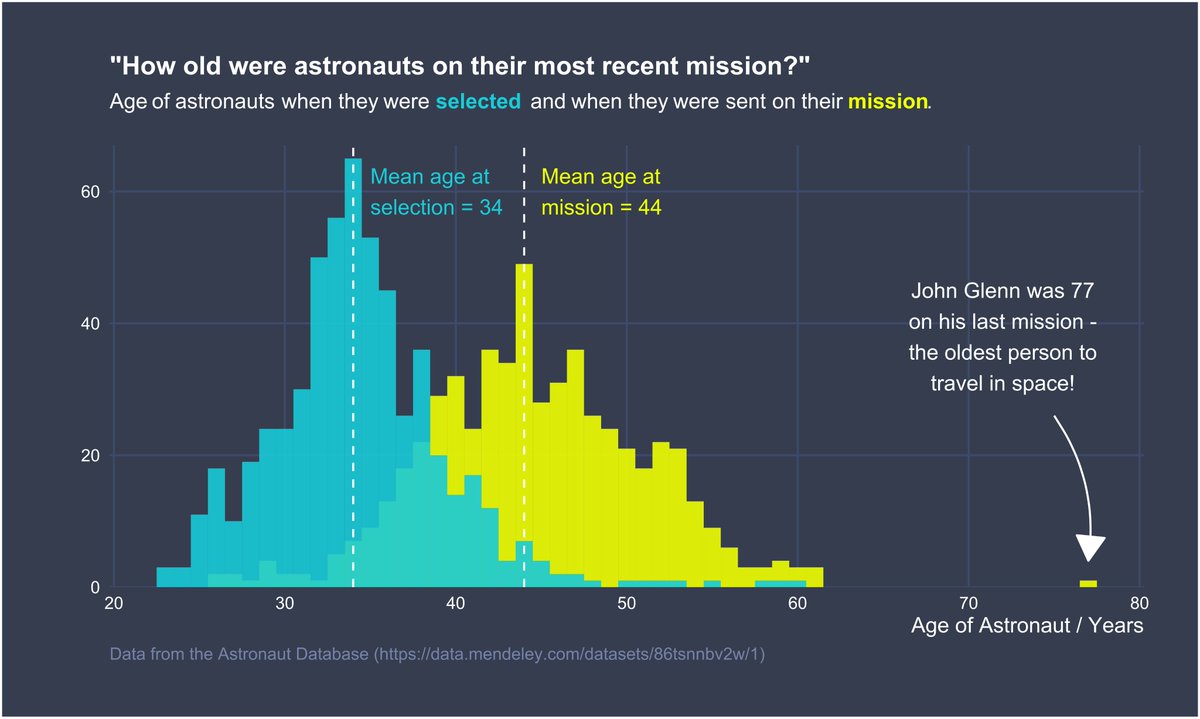 "How old were astronauts on their most recent mission?"
Age of astronauts when they were selected and when they were sent on their mission.
Mean age at
selection = 34
Mean age at
mission = 44
John Glenn was 77
on his last mission -
the oldest person to
travel in space!
60
40
20
0
20 30 40 50 60 70 80
Age of Astronaut / Years
Data from the Astronaut Database (https://data.mendeley.com/datasets/86tsnnbv2w/1)